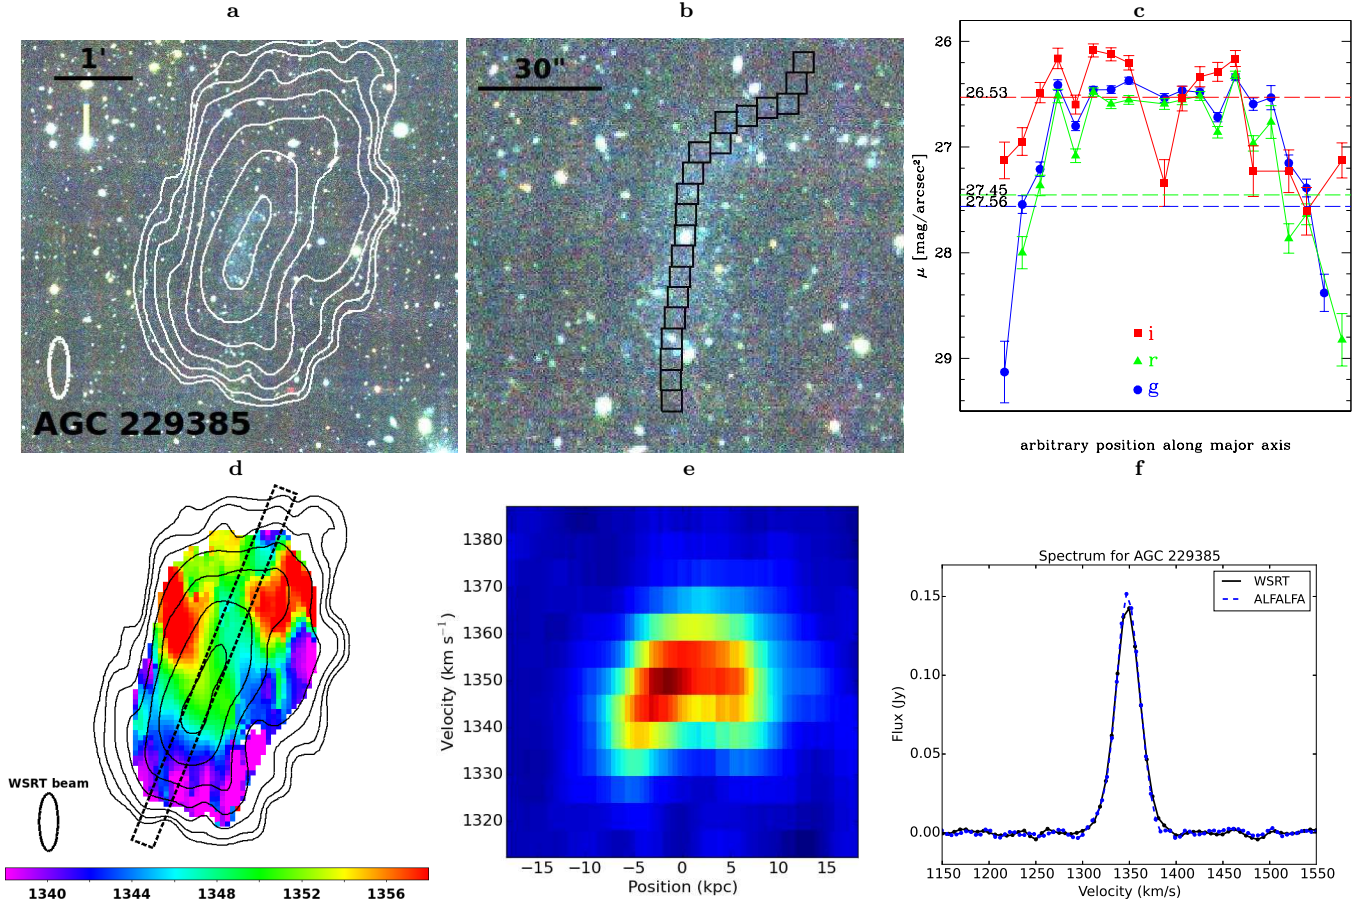 a
1'
AGC 229385
b
30"
c
26
26.53
27
27.45
27.56
28
29
μ [mag/arcsec²]
i
r
g
arbitrary position along major axis
d
WSRT beam
1340 1344 1348 1352 1356
e
1380
1370
1360
1350
1340
1330
1320
Velocity (km s⁻¹)
−15 −10 −5 0 5 10 15
Position (kpc)
f
Spectrum for AGC 229385
WSRT
ALFALFA
0.15
0.10
0.05
0.00
Flux (Jy)
1150 1200 1250 1300 1350 1400 1450 1500 1550
Velocity (km/s)